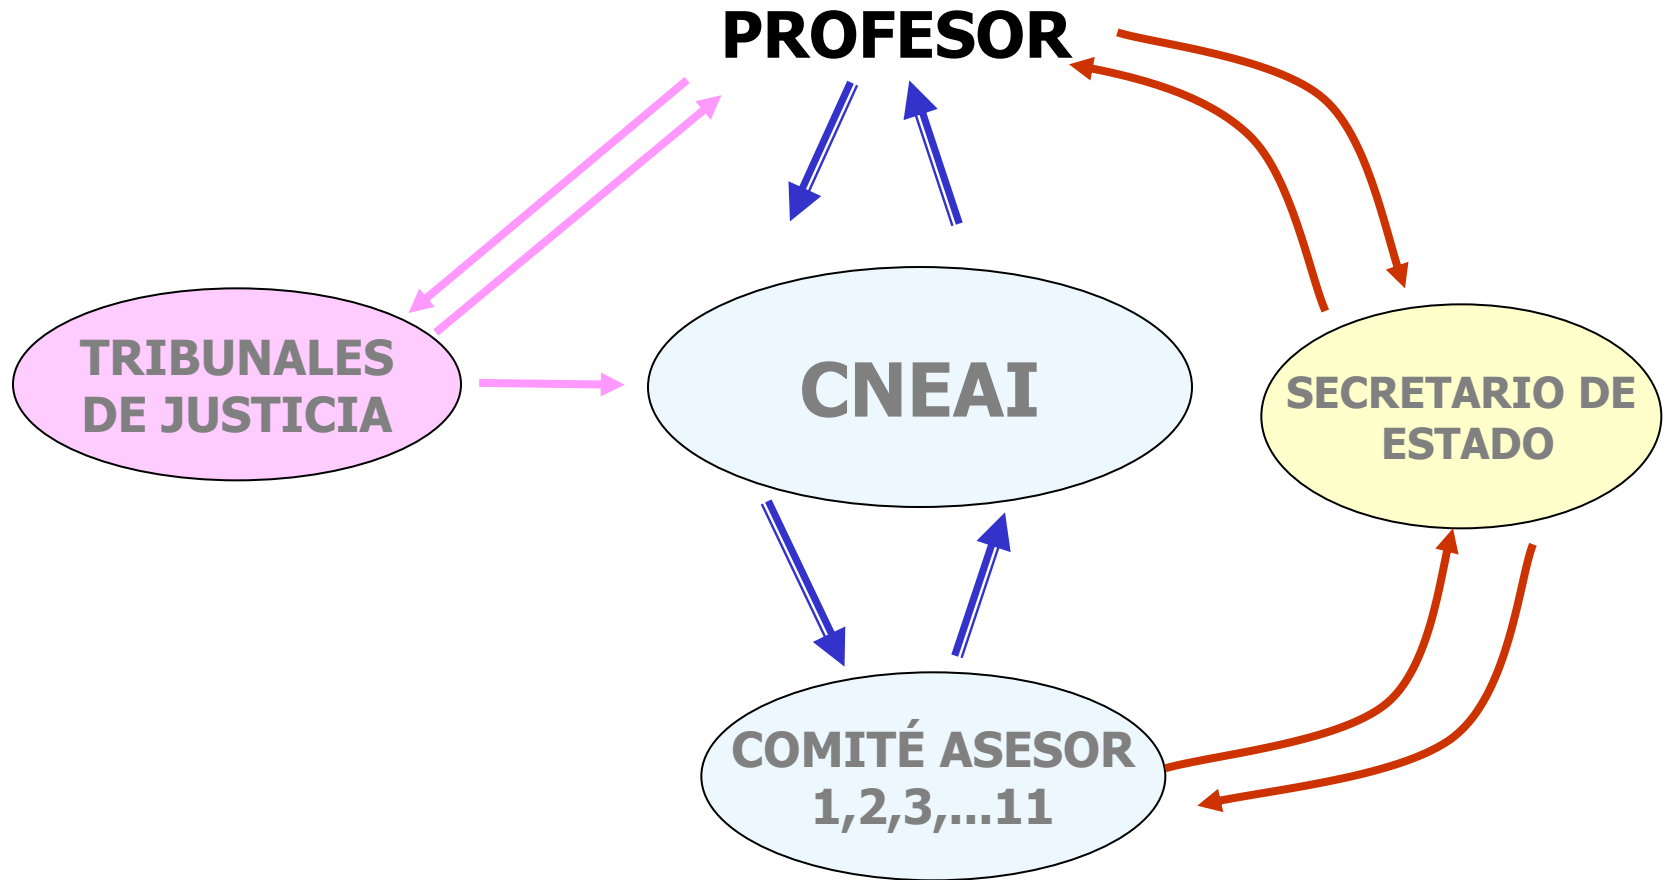 PROFESOR
TRIBUNALES
DE JUSTICIA
CNEAI
SECRETARIO DE
ESTADO
COMITÉ ASESOR
1,2,3,...11